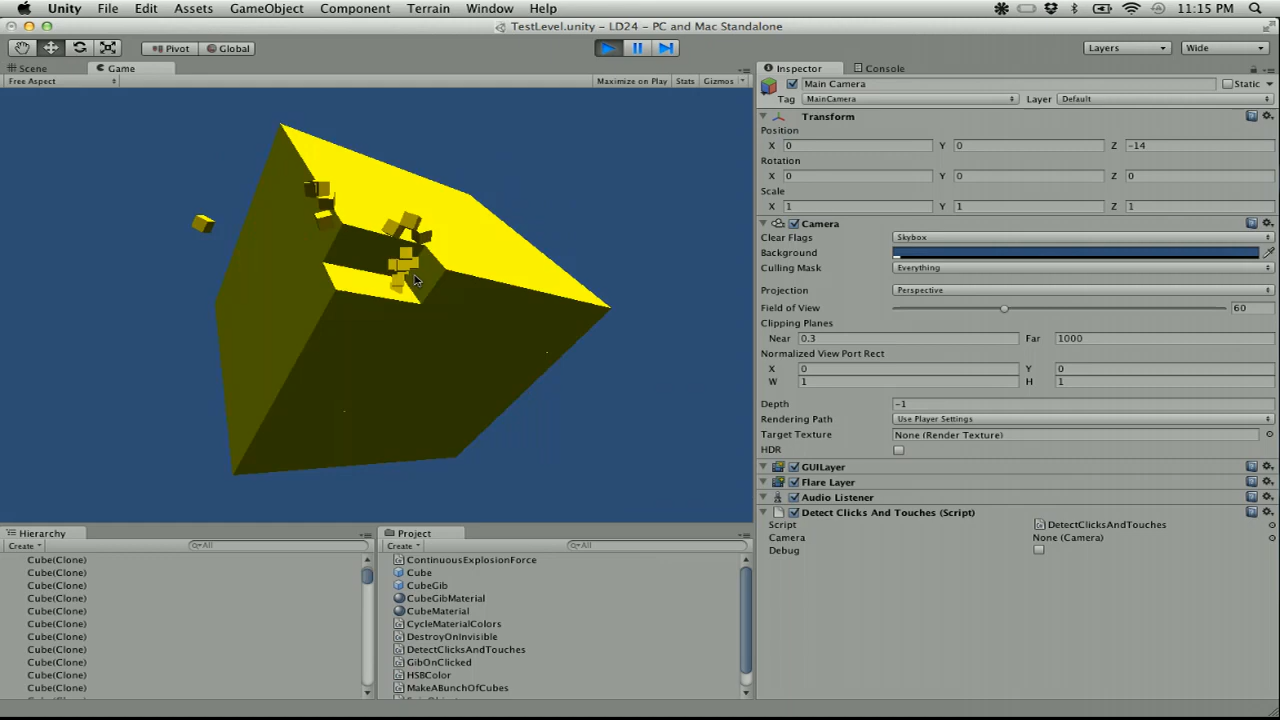 Unity File Edit Assets GameObject Component Terrain Window Help 11:15 PM
TestLevel.unity - LD24 - PC and Mac Standalone
Pivot Global Layers Wide
Scene Game Inspector Console
Free Aspect Maximize on Play Stats Gizmos
Main Camera Static
Tag MainCamera Layer Default
Transform
Position
X 0 Y 0 Z -14
Rotation
X 0 Y 0 Z 0
Scale
X 1 Y 1 Z 1
Camera
Clear Flags Skybox
Background
Culling Mask Everything
Projection Perspective
Field of View 60
Clipping Planes
Near 0.3 Far 1000
Normalized View Port Rect
X 0 Y 0
W 1 H 1
Depth -1
Rendering Path Use Player Settings
Target Texture None (Render Texture)
HDR
GUILayer
Flare Layer
Audio Listener
Detect Clicks And Touches (Script)
Script DetectClicksAndTouches
Camera None (Camera)
Debug
Hierarchy
Create All
Cube(Clone)
Cube(Clone)
Cube(Clone)
Cube(Clone)
Cube(Clone)
Cube(Clone)
Cube(Clone)
Cube(Clone)
Cube(Clone)
Cube(Clone)
Cube(Clone)
Project
Create All
ContinuousExplosionForce
Cube
CubeGib
CubeGibMaterial
CubeMaterial
CycleMaterialColors
DestroyOnInvisible
DetectClicksAndTouches
GibOnClicked
HSBColor
MakeABunchOfCubes